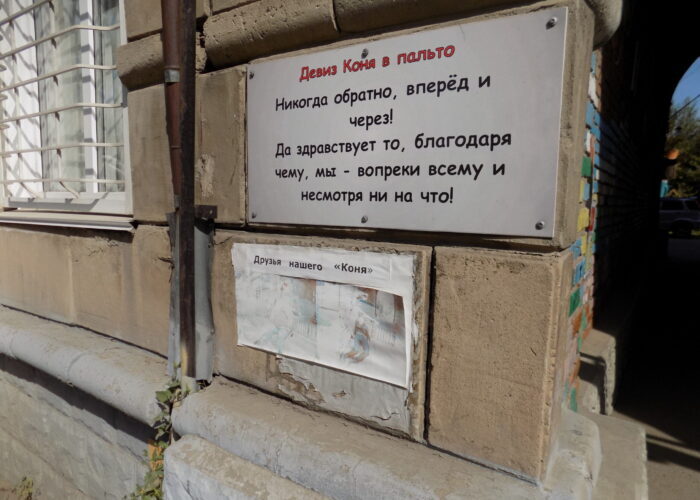 Девиз Коня в пальто
Никогда обратно, вперёд и
через!
Да здравствует то, благодаря
чему, мы - вопреки всему и
несмотря ни на что!
Друзья нашего «Коня»